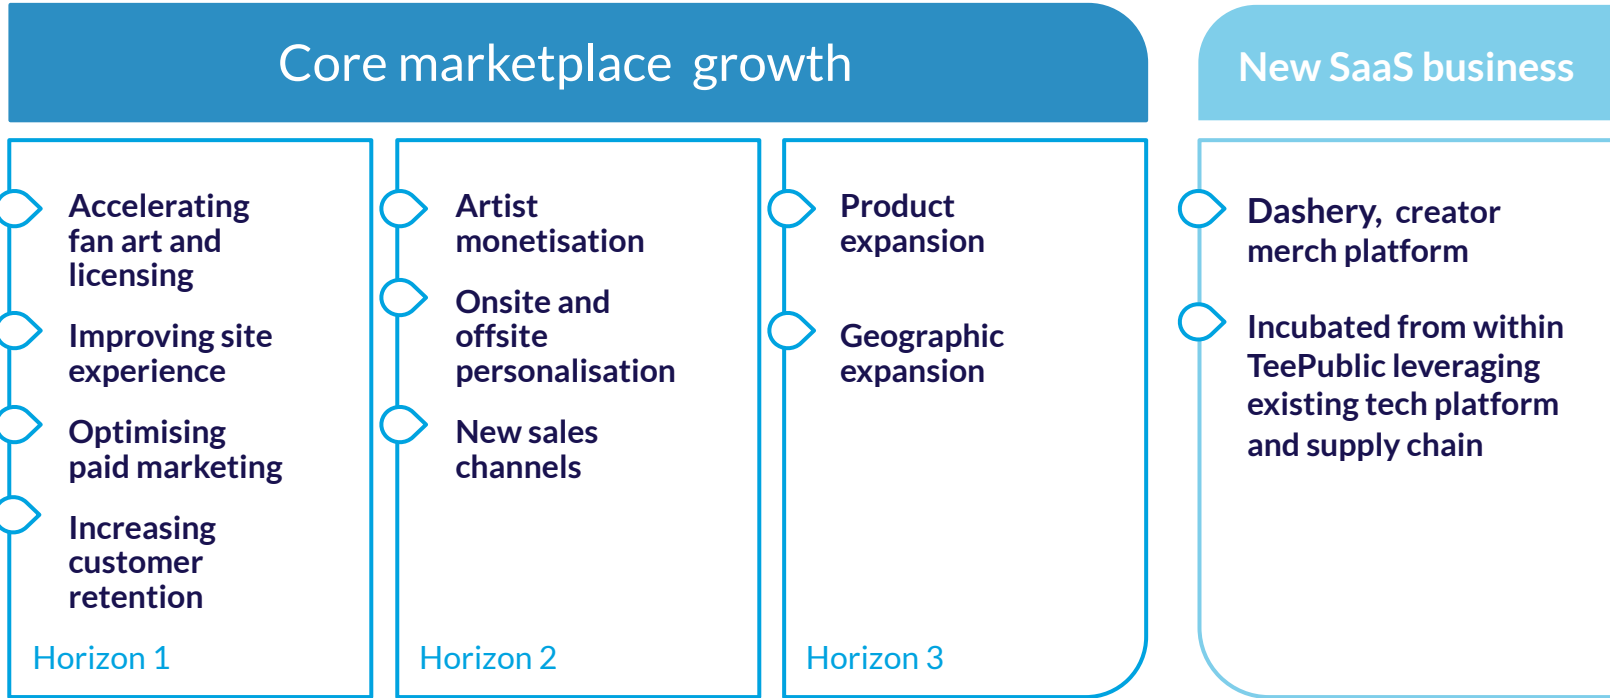 Core marketplace growth
New SaaS business
Accelerating
fan art and
licensing
Improving site
experience
Optimising
paid marketing
Increasing
customer
retention
Horizon 1
Artist
monetisation
Onsite and
offsite
personalisation
New sales
channels
Horizon 2
Product
expansion
Geographic
expansion
Horizon 3
Dashery, creator
merch platform
Incubated from within
TeePublic leveraging
existing tech platform
and supply chain